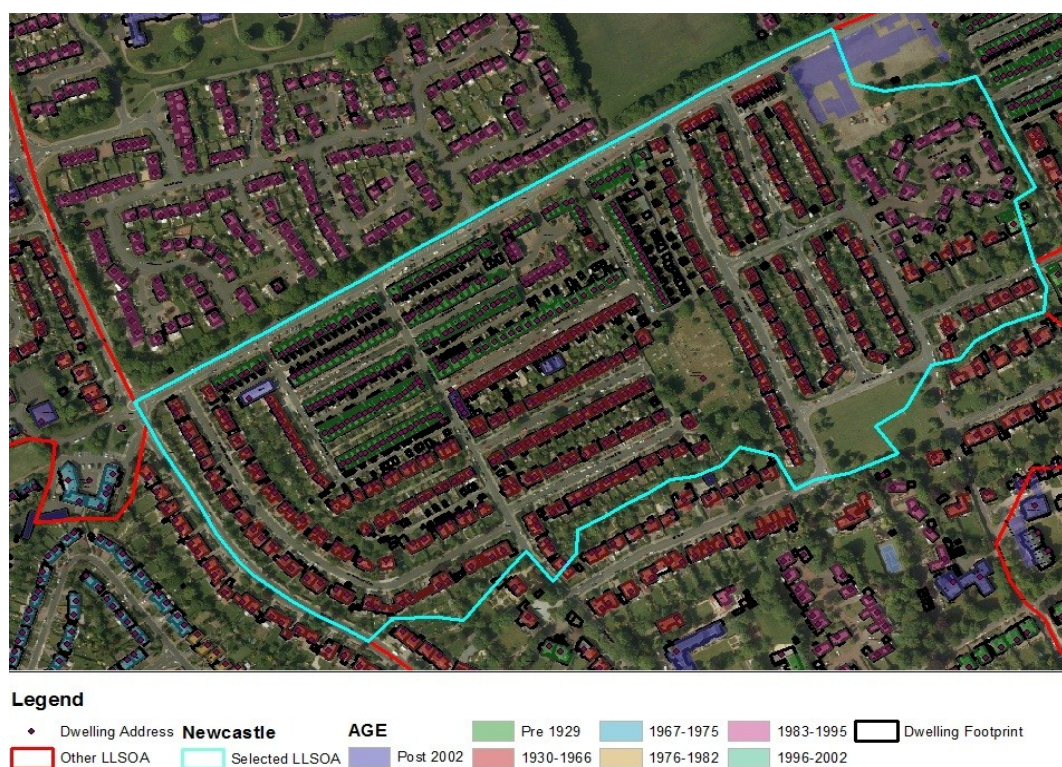 Legend
Dwelling Address Newcastle AGE Pre 1929 1967-1975 1983-1995 Dwelling Footprint
Other LLSOA Selected LLSOA Post 2002 1930-1966 1976-1982 1996-2002